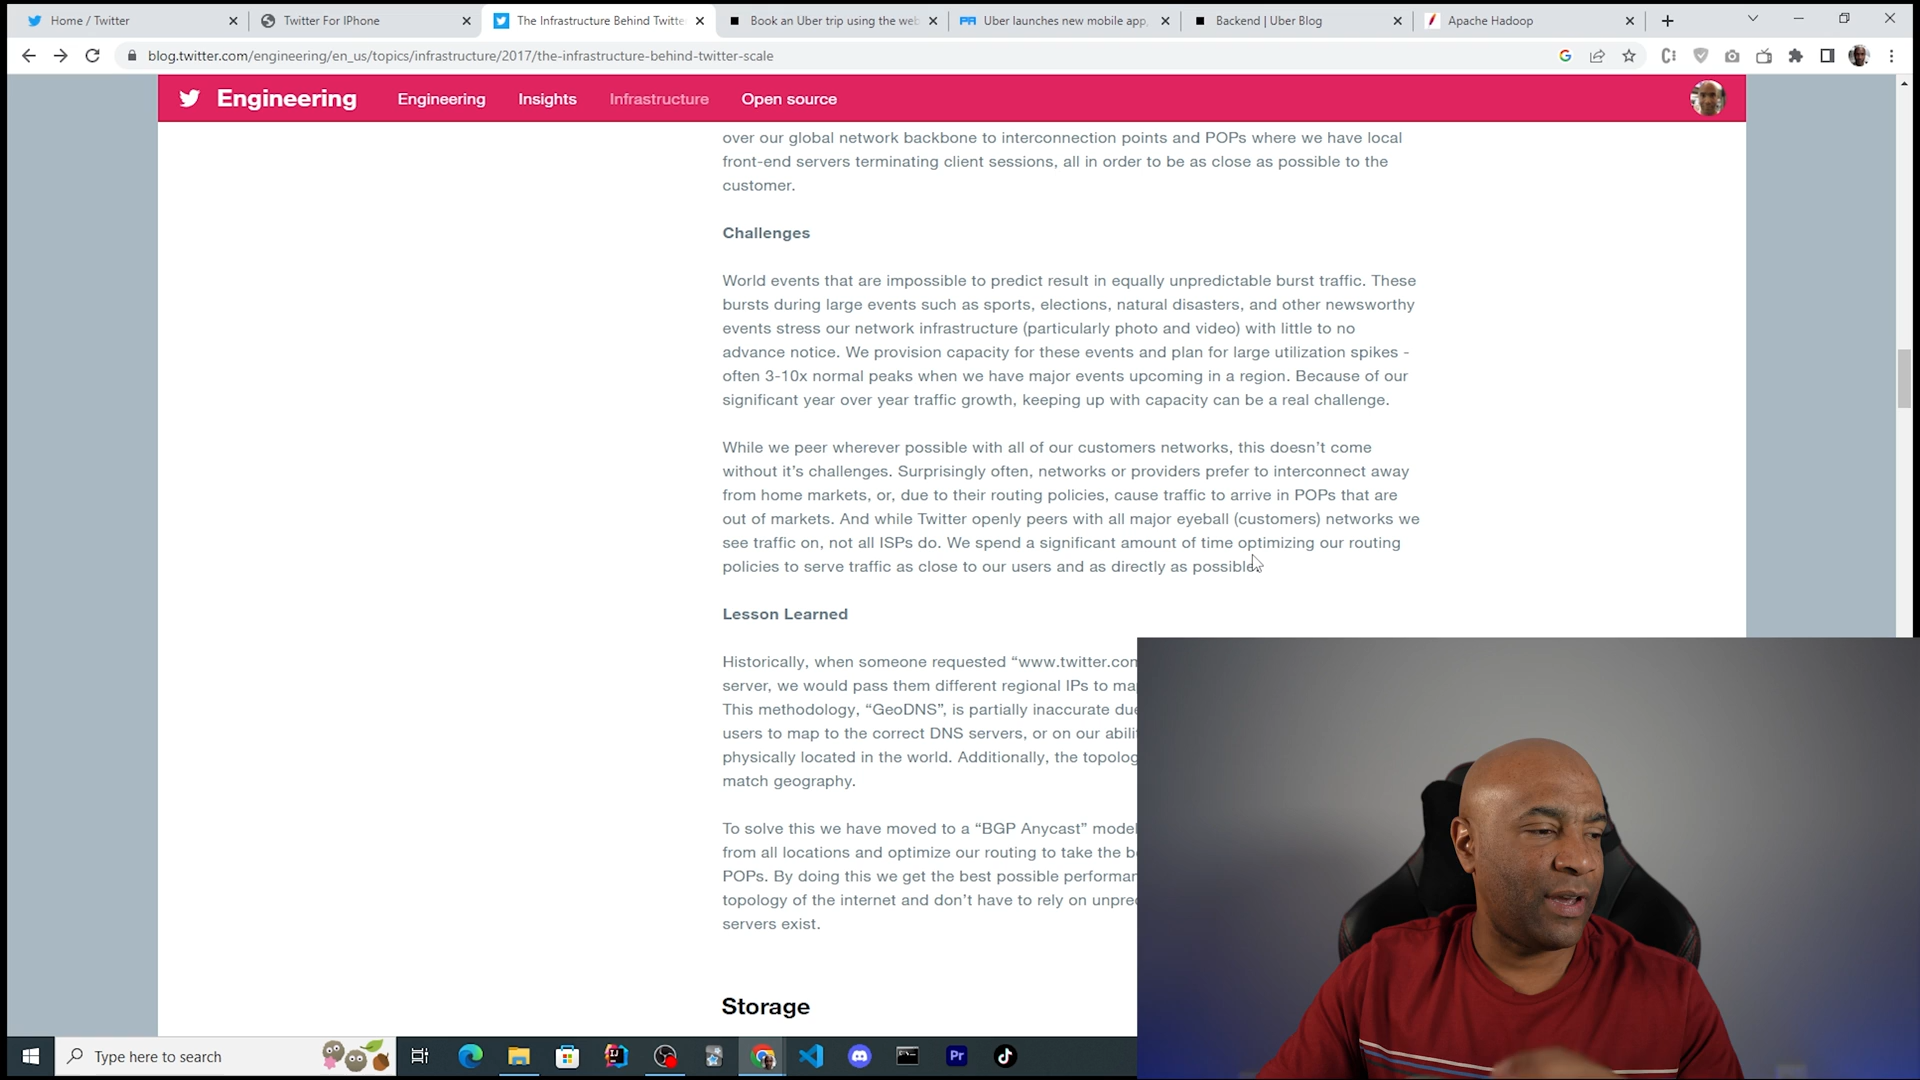 Home / Twitter
Twitter For IPhone
The Infrastructure Behind Twitte
Book an Uber trip using the web
Uber launches new mobile app,
Backend | Uber Blog
Apache Hadoop
blog.twitter.com/engineering/en_us/topics/infrastructure/2017/the-infrastructure-behind-twitter-scale
Engineering
Engineering
Insights
Infrastructure
Open source
over our global network backbone to interconnection points and POPs where we have local
front-end servers terminating client sessions, all in order to be as close as possible to the
customer.
Challenges
World events that are impossible to predict result in equally unpredictable burst traffic. These
bursts during large events such as sports, elections, natural disasters, and other newsworthy
events stress our network infrastructure (particularly photo and video) with little to no
advance notice. We provision capacity for these events and plan for large utilization spikes -
often 3-10x normal peaks when we have major events upcoming in a region. Because of our
significant year over year traffic growth, keeping up with capacity can be a real challenge.
While we peer wherever possible with all of our customers networks, this doesn't come
without it's challenges. Surprisingly often, networks or providers prefer to interconnect away
from home markets, or, due to their routing policies, cause traffic to arrive in POPs that are
out of markets. And while Twitter openly peers with all major eyeball (customers) networks we
see traffic on, not all ISPs do. We spend a significant amount of time optimizing our routing
policies to serve traffic as close to our users and as directly as possible.
Lesson Learned
Historically, when someone requested “www.twitter.com
server, we would pass them different regional IPs to ma
This methodology, “GeoDNS”, is partially inaccurate due
users to map to the correct DNS servers, or on our abili
physically located in the world. Additionally, the topolog
match geography.
To solve this we have moved to a “BGP Anycast” model
from all locations and optimize our routing to take the be
POPs. By doing this we get the best possible performan
topology of the internet and don't have to rely on unpred
servers exist.
Storage
Type here to search
Pr